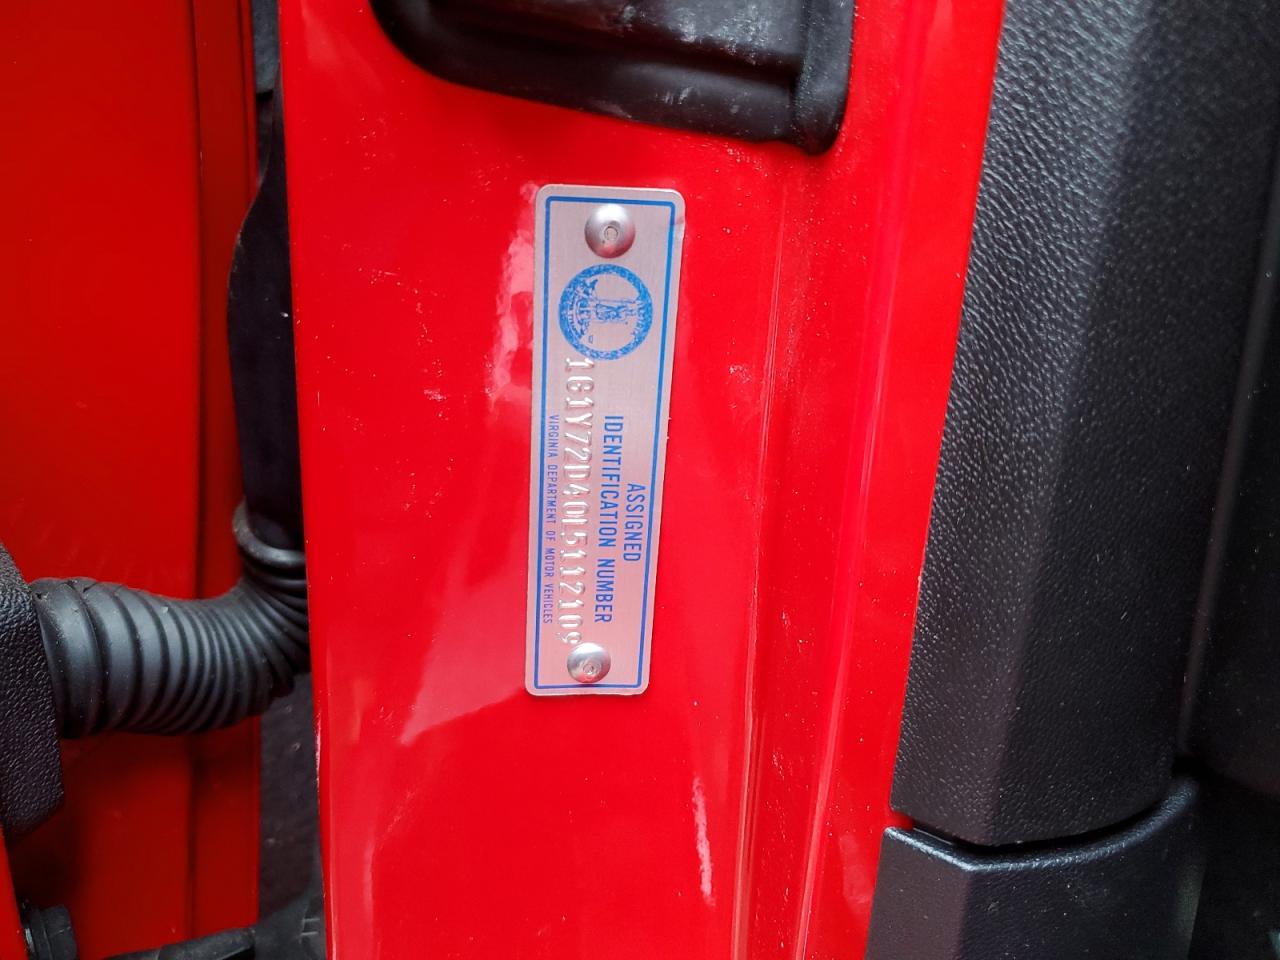 ASSIGNED
IDENTIFICATION NUMBER
1G1Y72D40L5112109
VIRGINIA DEPARTMENT OF MOTOR VEHICLES